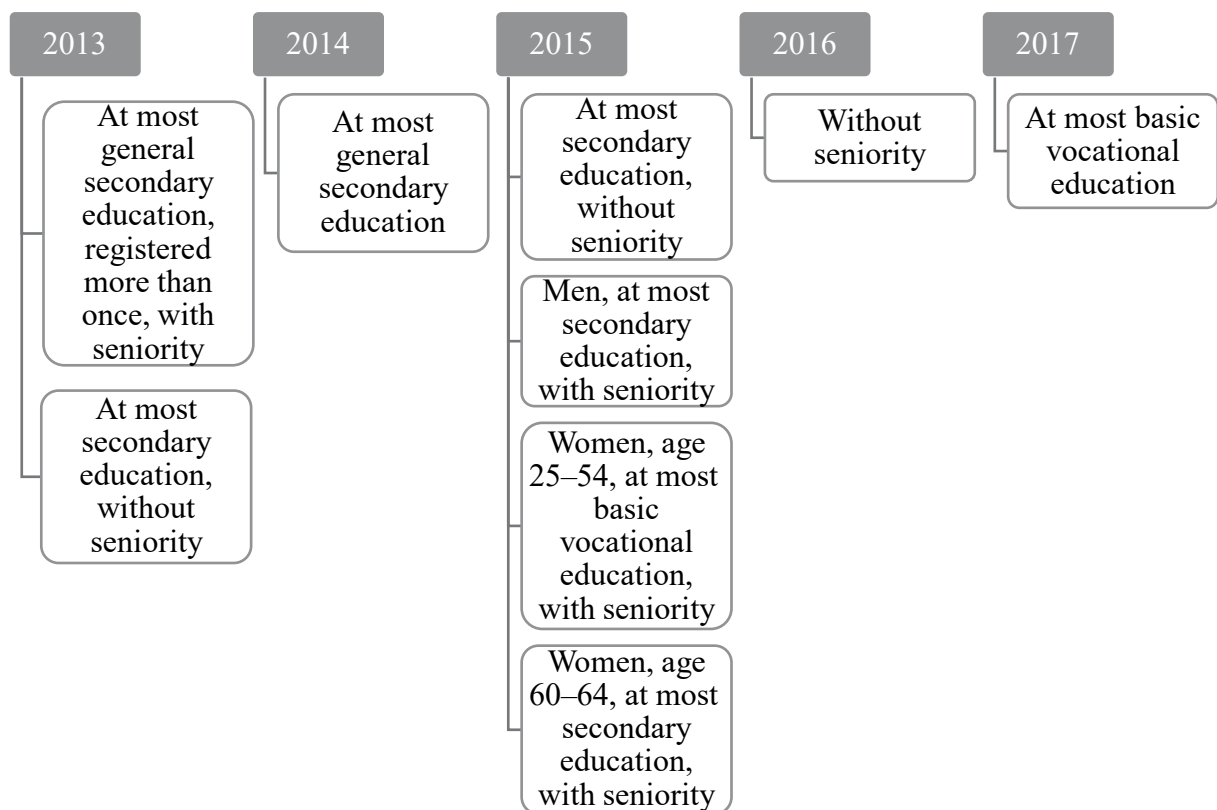 2013
At most
general
secondary
education,
registered
more than
once, with
seniority
At most
secondary
education,
without
seniority
2014
At most
general
secondary
education
2015
At most
secondary
education,
without
seniority
Men, at most
secondary
education,
with seniority
Women, age
25–54, at most
basic
vocational
education,
with seniority
Women, age
60–64, at most
secondary
education,
with seniority
2016
Without
seniority
2017
At most basic
vocational
education